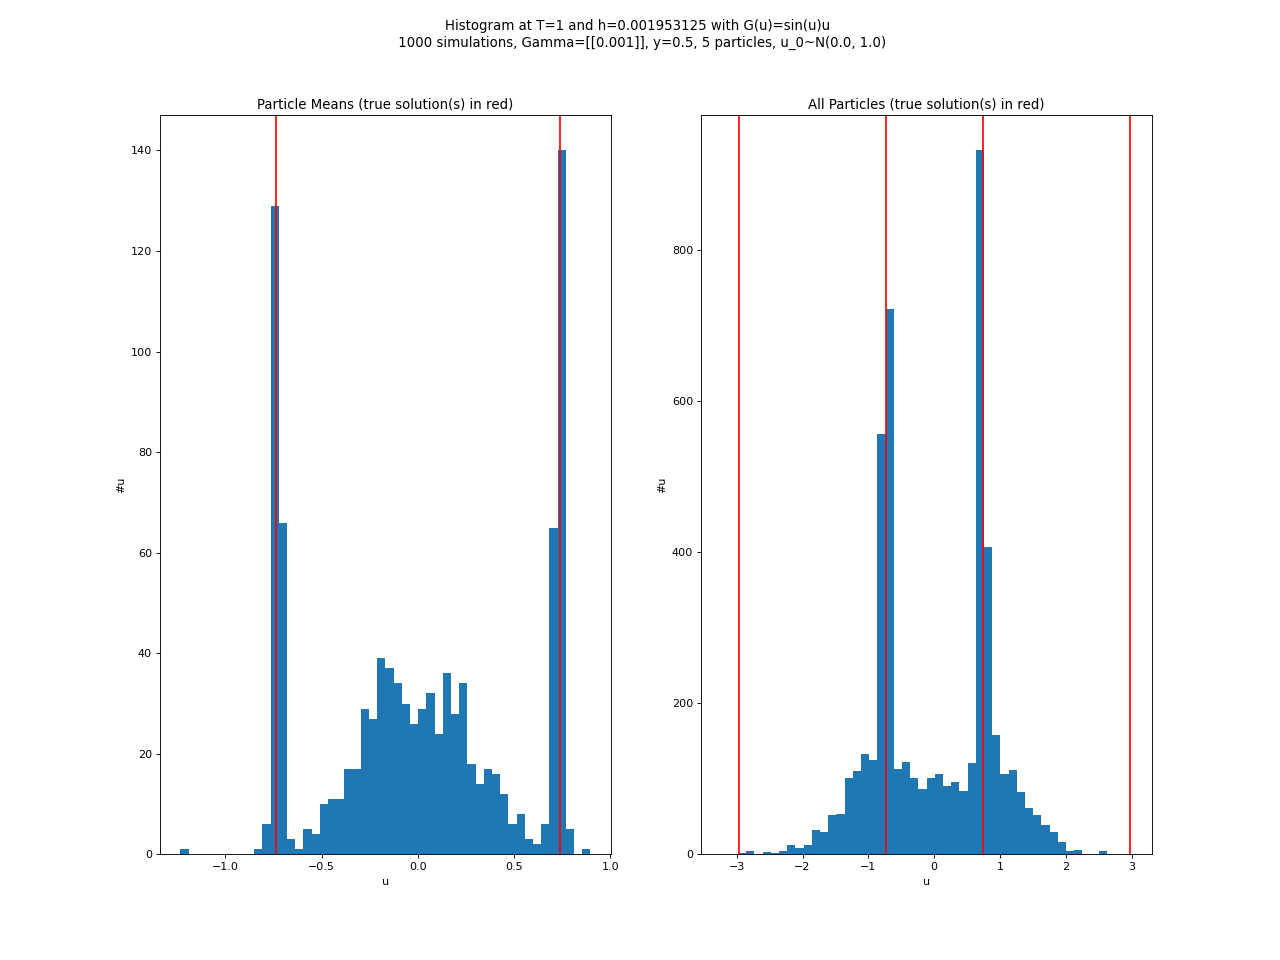 Histogram at T=1 and h=0.001953125 with G(u)=sin(u)u
1000 simulations, Gamma=[[0.001]], y=0.5, 5 particles, u_0~N(0.0, 1.0)
Particle Means (true solution(s) in red)
140
120
100
80
60
40
20
0
#u
−1.0 −0.5 0.0 0.5 1.0
u
All Particles (true solution(s) in red)
800
600
400
200
0
#u
−3 −2 −1 0 1 2 3
u